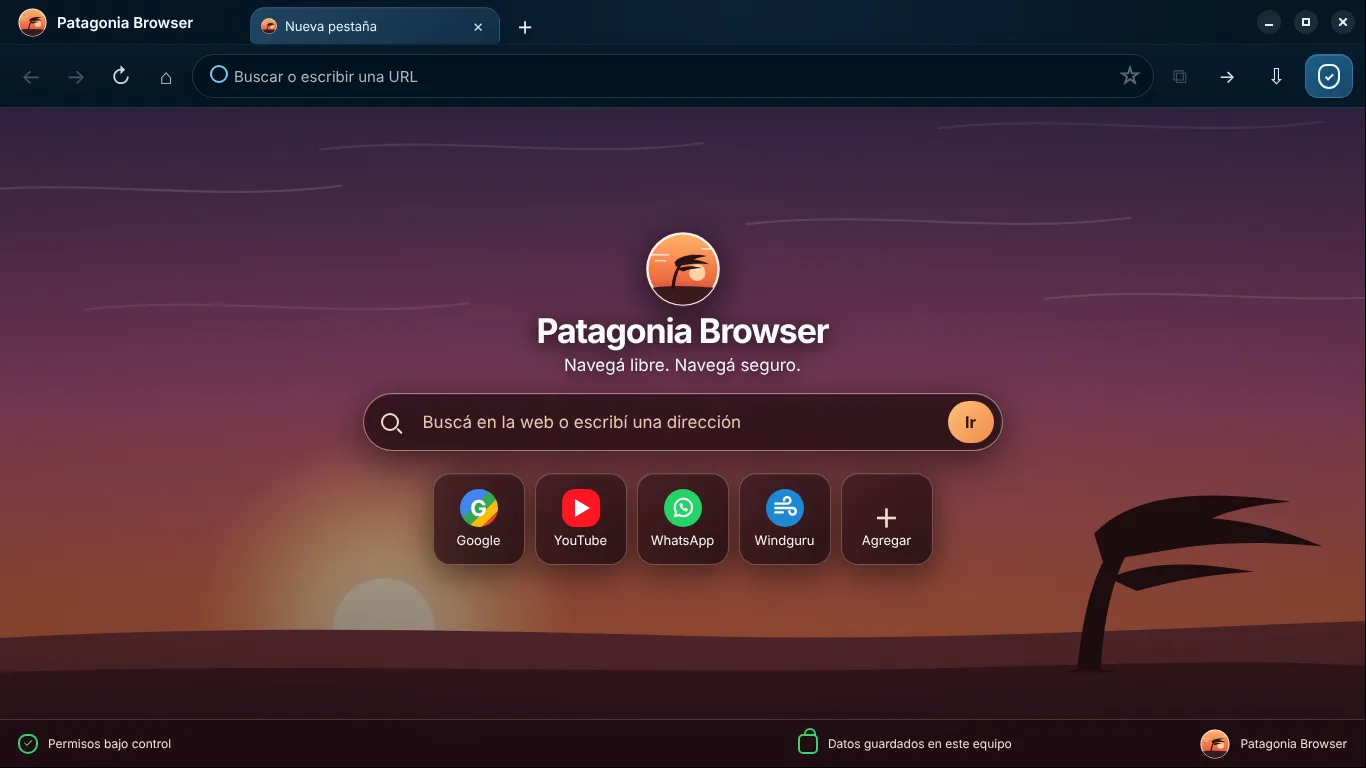 Patagonia Browser
Nueva pestaña
Buscar o escribir una URL
Patagonia Browser
Navegá libre. Navegá seguro.
Buscá en la web o escribí una dirección
Ir
G
Google
YouTube
WhatsApp
Windguru
Agregar
Permisos bajo control
Datos guardados en este equipo
Patagonia Browser